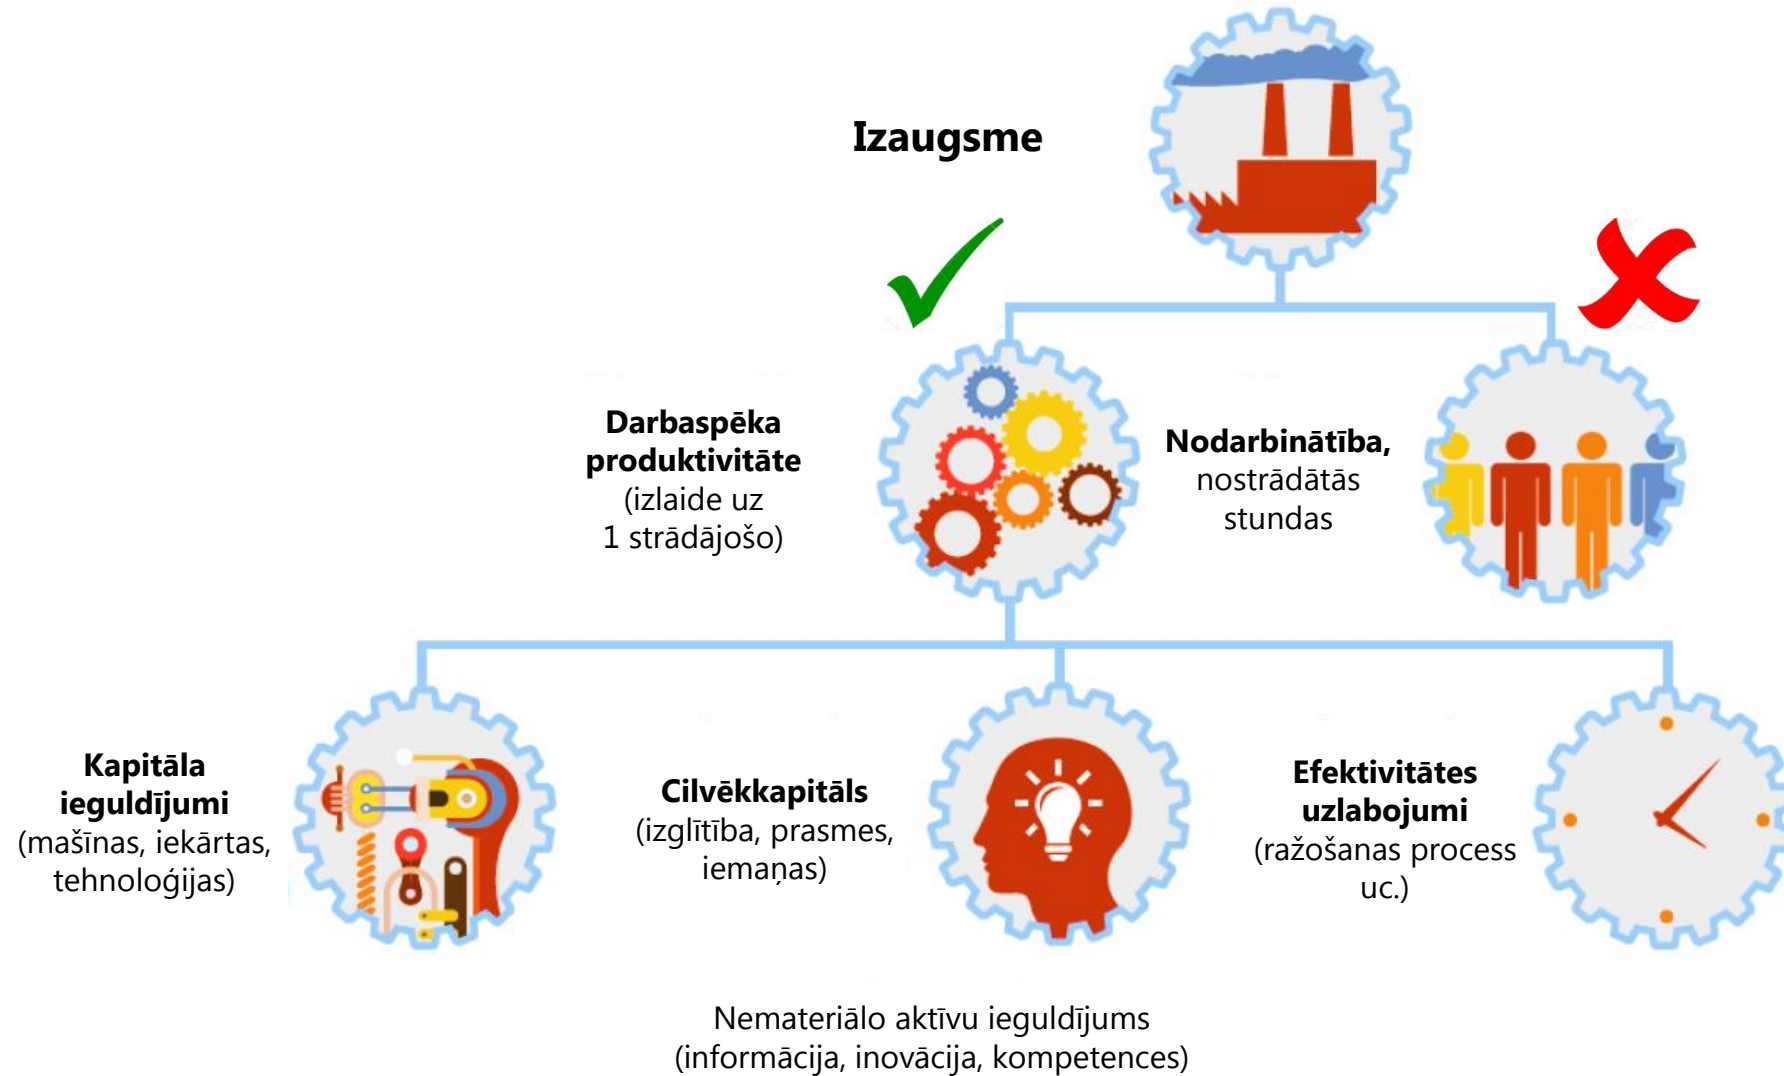 Izaugsme
Darbaspēka
produktivitāte
(izlaide uz
1 strādājošo)
Nodarbinātība,
nostrādātās
stundas
Kapitāla
ieguldījumi
(mašīnas, iekārtas,
tehnoloģijas)
Cilvēkkapitāls
(izglītība, prasmes,
iemaņas)
Efektivitātes
uzlabojumi
(ražošanas process
uc.)
Nemateriālo aktīvu ieguldījums
(informācija, inovācija, kompetences)